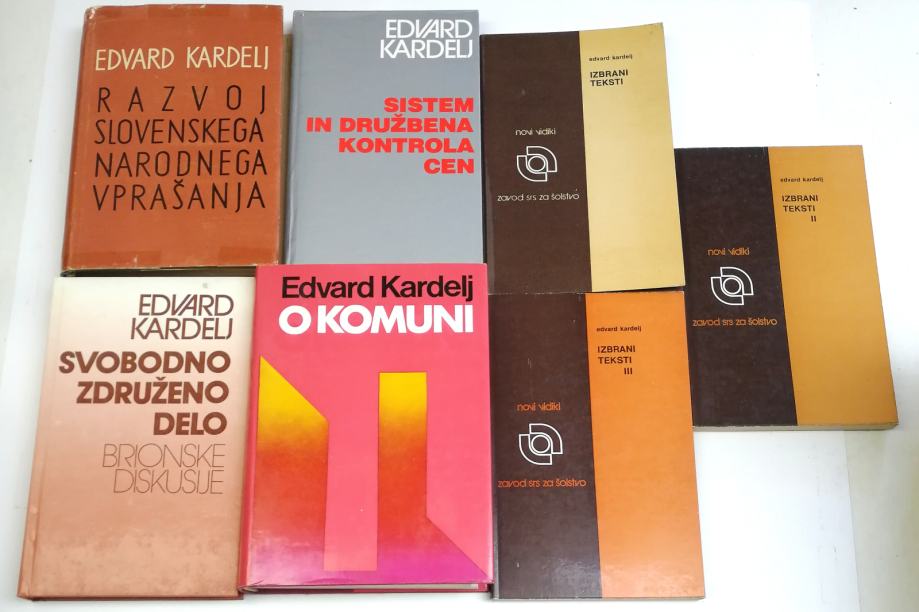 EDVARD KARDELJ
RAZVOJ
SLOVENSKEGA
NARODNEGA
VPRAŠANJA
EDVARD
KARDELJ
SISTEM
IN DRUŽBENA
KONTROLA
CEN
edvard kardelj
IZBRANI
TEKSTI
novi vidiki
zavod srs za šolstvo
edvard kardelj
IZBRANI
TEKSTI
II
novi vidiki
zavod srs za šolstvo
EDVARD
KARDELJ
SVOBODNO
ZDRUŽENO
DELO
BRIONSKE
DISKUSIJE
Edvard Kardelj
O KOMUNI
edvard kardelj
IZBRANI
TEKSTI
III
novi vidiki
zavod srs za šolstvo